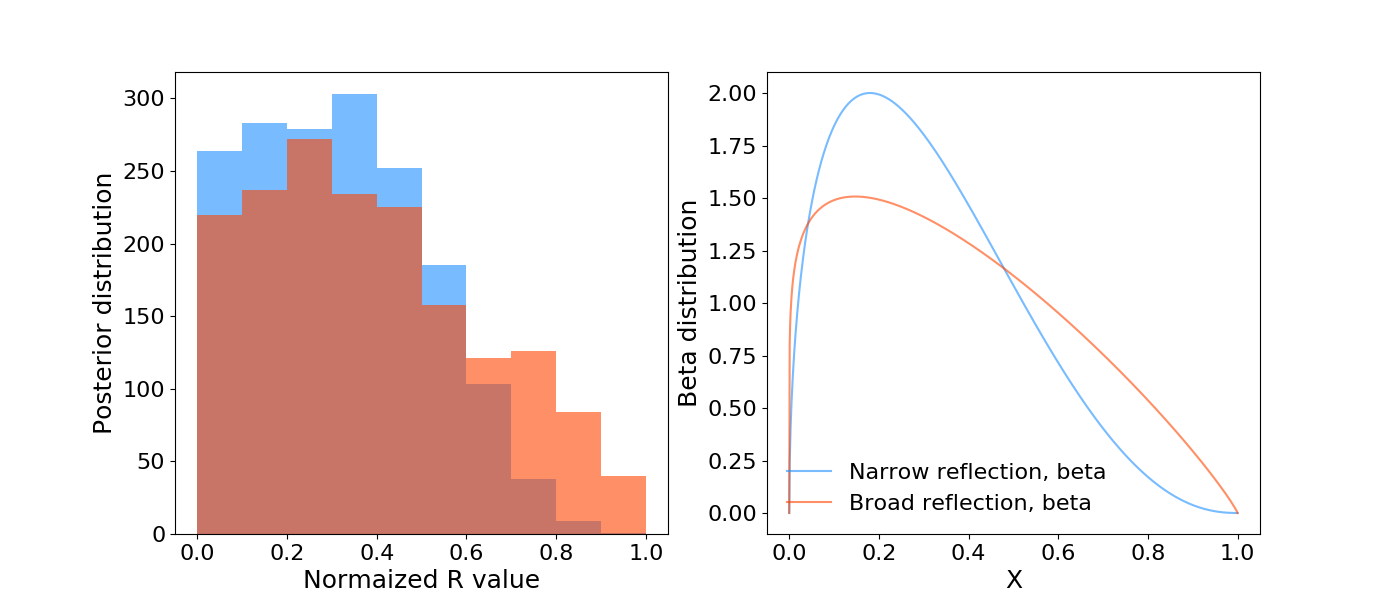 Posterior distribution
300
250
200
150
100
50
0
0.0 0.2 0.4 0.6 0.8 1.0
Normaized R value
Beta distribution
2.00
1.75
1.50
1.25
1.00
0.75
0.50
0.25
0.00
Narrow reflection, beta
Broad reflection, beta
0.0 0.2 0.4 0.6 0.8 1.0
X